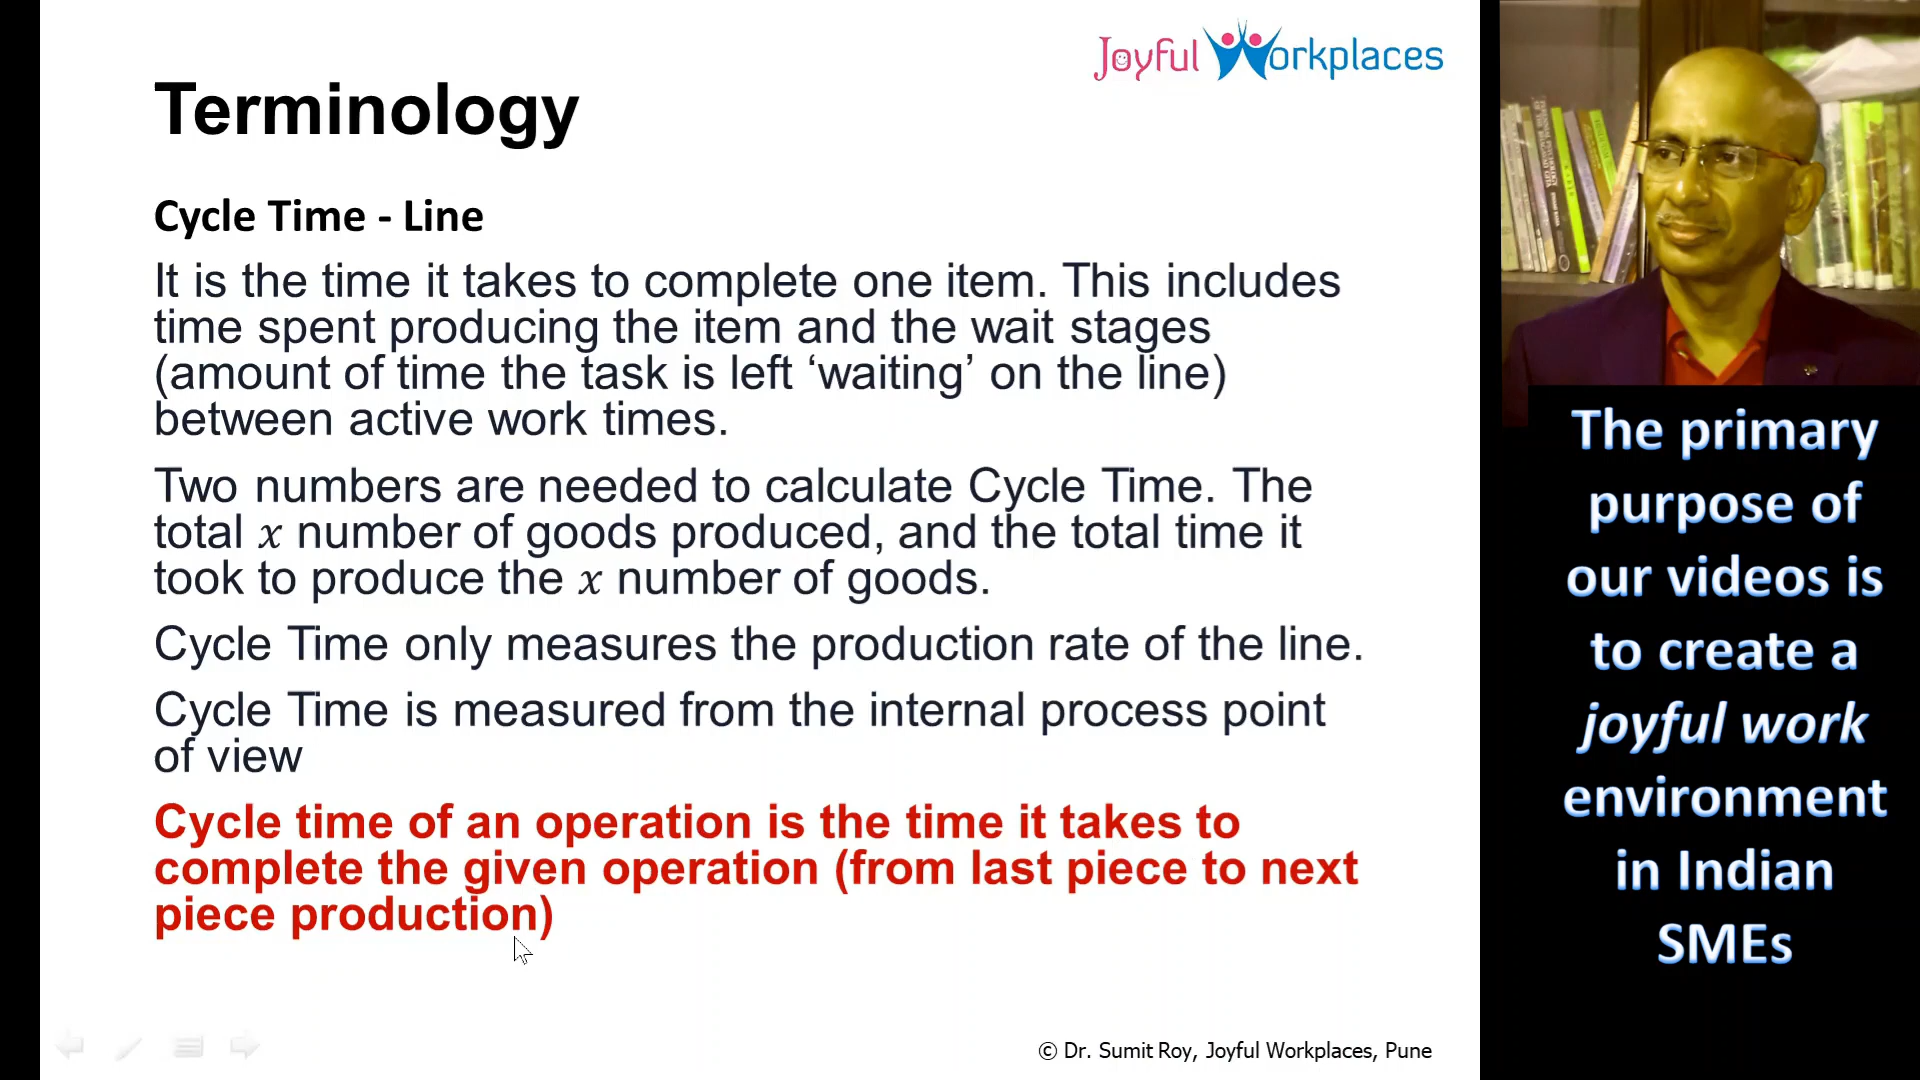 Joyful Workplaces
Terminology
Cycle Time - Line
It is the time it takes to complete one item. This includes
time spent producing the item and the wait stages
(amount of time the task is left ‘waiting’ on the line)
between active work times.
Two numbers are needed to calculate Cycle Time. The
total x number of goods produced, and the total time it
took to produce the x number of goods.
Cycle Time only measures the production rate of the line.
Cycle Time is measured from the internal process point
of view
Cycle time of an operation is the time it takes to
complete the given operation (from last piece to next
piece production)
© Dr. Sumit Roy, Joyful Workplaces, Pune
The primary
purpose of
our videos is
to create a
joyful work
environment
in Indian
SMEs